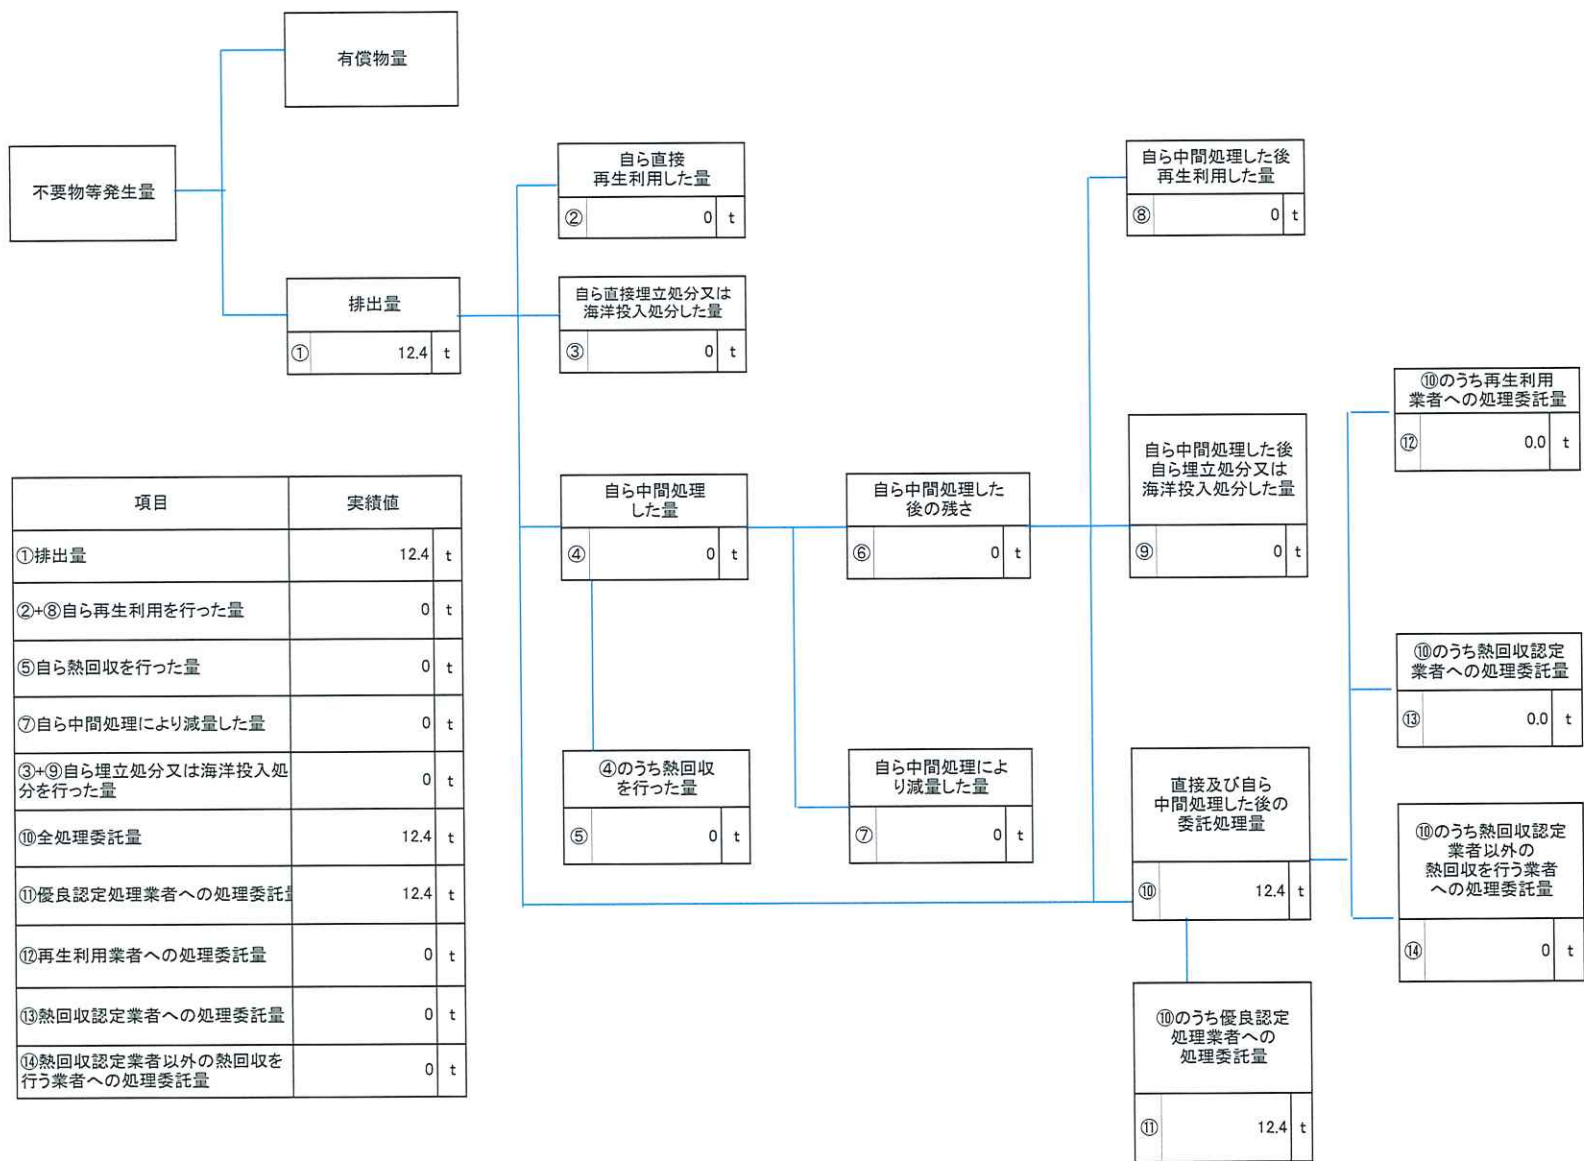 有償物量
不要物等発生量
排出量
① 12.4 t
自ら直接
再生利用した量
② 0 t
自ら直接埋立処分又は
海洋投入処分した量
③ 0 t
自ら中間処理
した量
④ 0 t
④のうち熱回収
を行った量
⑤ 0 t
自ら中間処理した
後の残さ
⑥ 0 t
自ら中間処理によ
り減量した量
⑦ 0 t
自ら中間処理した後
再生利用した量
⑧ 0 t
自ら中間処理した後
自ら埋立処分又は
海洋投入処分した量
⑨ 0 t
直接及び自ら
中間処理した後の
委託処理量
⑩ 12.4 t
⑩のうち優良認定
処理業者への
処理委託量
⑪ 12.4 t
⑩のうち再生利用
業者への処理委託量
⑫ 0.0 t
⑩のうち熱回収認定
業者への処理委託量
⑬ 0.0 t
⑩のうち熱回収認定
業者以外の
熱回収を行う業者
への処理委託量
⑭ 0 t
項目 実績値
①排出量 12.4 t
②+⑧自ら再生利用を行った量 0 t
⑤自ら熱回収を行った量 0 t
⑦自ら中間処理により減量した量 0 t
③+⑨自ら埋立処分又は海洋投入処
分を行った量 0 t
⑩全処理委託量 12.4 t
⑪優良認定処理業者への処理委託 12.4 t
⑫再生利用業者への処理委託量 0 t
⑬熱回収認定業者への処理委託量 0 t
⑭熱回収認定業者以外の熱回収を
行う業者への処理委託量 0 t